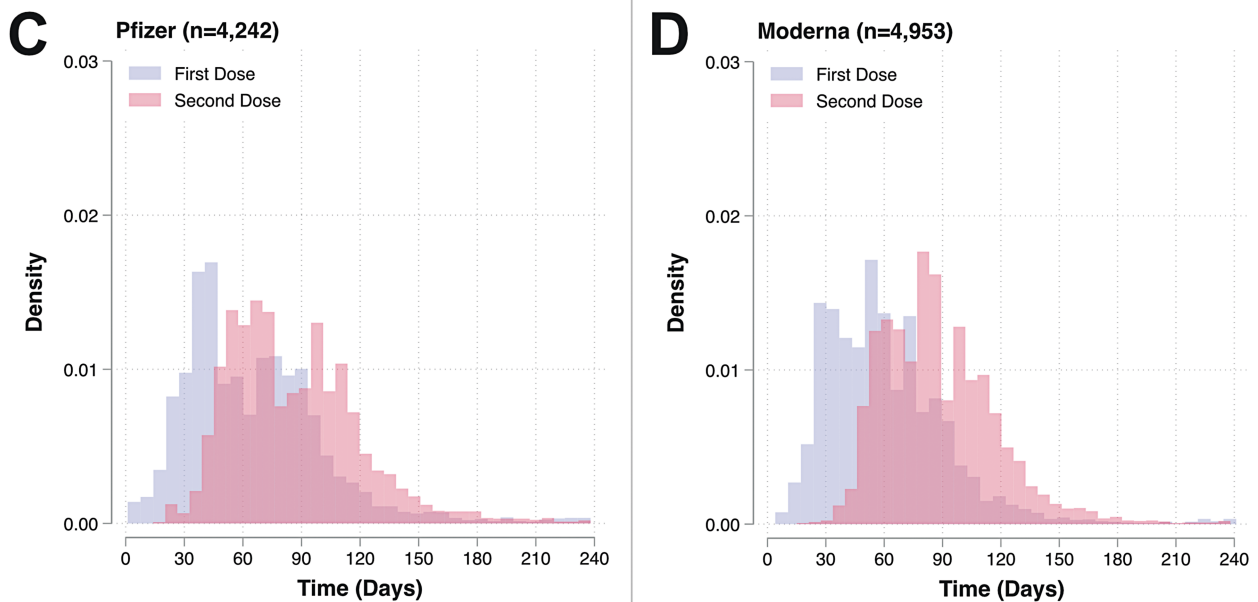 C
Pfizer (n=4,242)
First Dose
Second Dose
0.03
0.02
0.01
0.00
Density
0 30 60 90 120 150 180 210 240
Time (Days)
D
Moderna (n=4,953)
First Dose
Second Dose
0.03
0.02
0.01
0.00
Density
0 30 60 90 120 150 180 210 240
Time (Days)